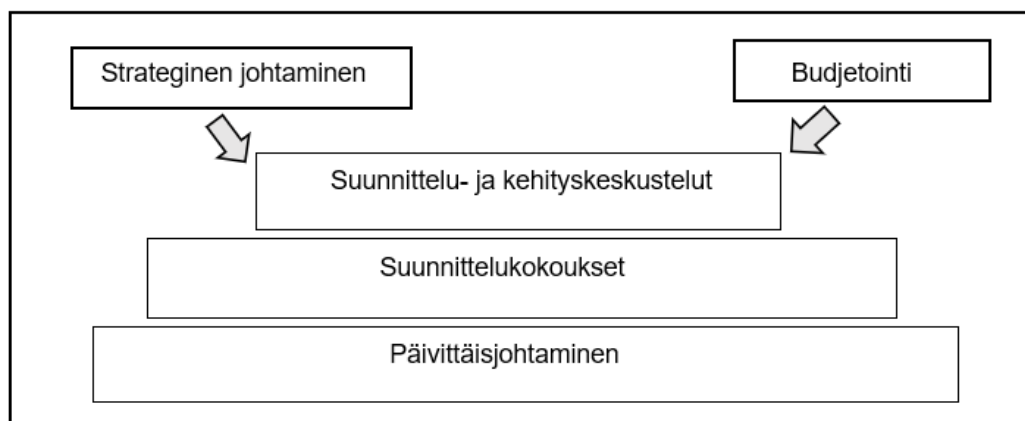 Strateginen johtaminen
Budjetointi
Suunnittelu- ja kehityskeskustelut
Suunnittelukokoukset
Päivittäisjohtaminen